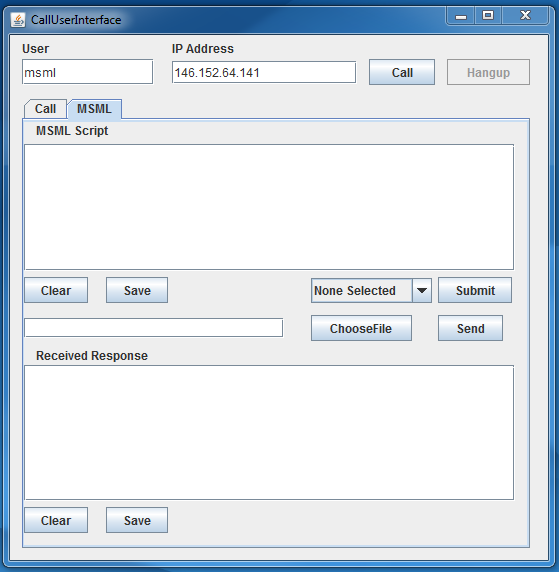 CallUserInterface
User IP Address
msml 146.152.64.141 Call Hangup
Call MSML
MSML Script
Clear Save None Selected Submit
ChooseFile Send
Received Response
Clear Save